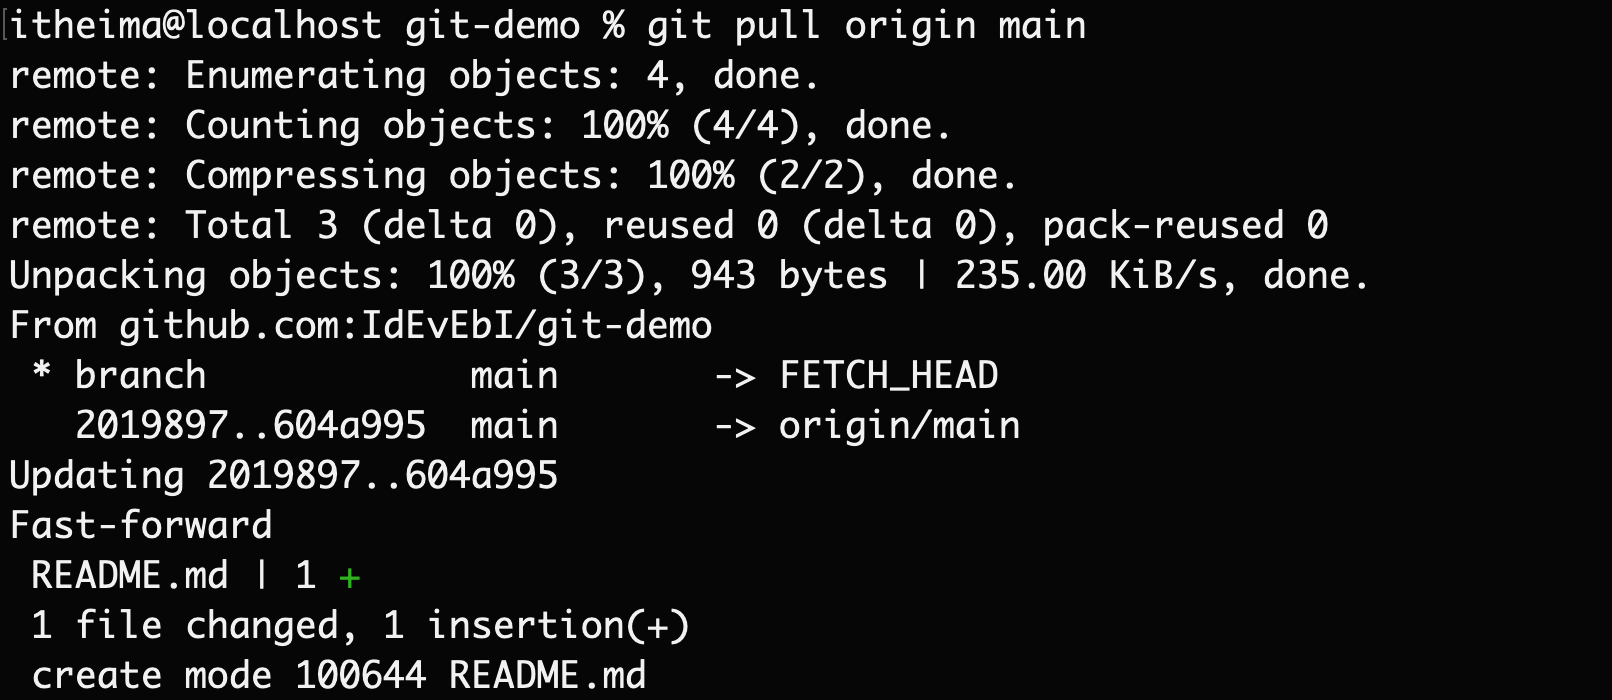 itheima@localhost git-demo % git pull origin main
remote: Enumerating objects: 4, done.
remote: Counting objects: 100% (4/4), done.
remote: Compressing objects: 100% (2/2), done.
remote: Total 3 (delta 0), reused 0 (delta 0), pack-reused 0
Unpacking objects: 100% (3/3), 943 bytes | 235.00 KiB/s, done.
From github.com:IdEvEbI/git-demo
 * branch            main       -> FETCH_HEAD
   2019897..604a995  main       -> origin/main
Updating 2019897..604a995
Fast-forward
 README.md | 1 +
 1 file changed, 1 insertion(+)
 create mode 100644 README.md